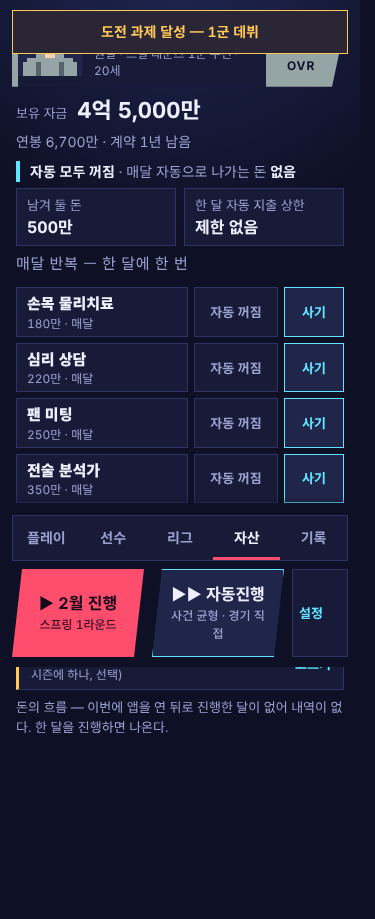 도전 과제 달성 — 1군 데뷔
20세
OVR
보유 자금 4억 5,000만
연봉 6,700만 · 계약 1년 남음
자동 모두 꺼짐 · 매달 자동으로 나가는 돈 없음
남겨 둘 돈
500만
한 달 자동 지출 상한
제한 없음
매달 반복 — 한 달에 한 번
손목 물리치료
180만 · 매달
자동 꺼짐
사기
심리 상담
220만 · 매달
자동 꺼짐
사기
팬 미팅
250만 · 매달
자동 꺼짐
사기
전술 분석가
350만 · 매달
자동 꺼짐
사기
플레이 선수 리그 자산 기록
▶ 2월 진행
스프링 1라운드
▶▶ 자동진행
사건 균형 · 경기 직
접
설정
시즌에 하나, 선택)
돈의 흐름 — 이번에 앱을 연 뒤로 진행한 달이 없어 내역이 없
다. 한 달을 진행하면 나온다.